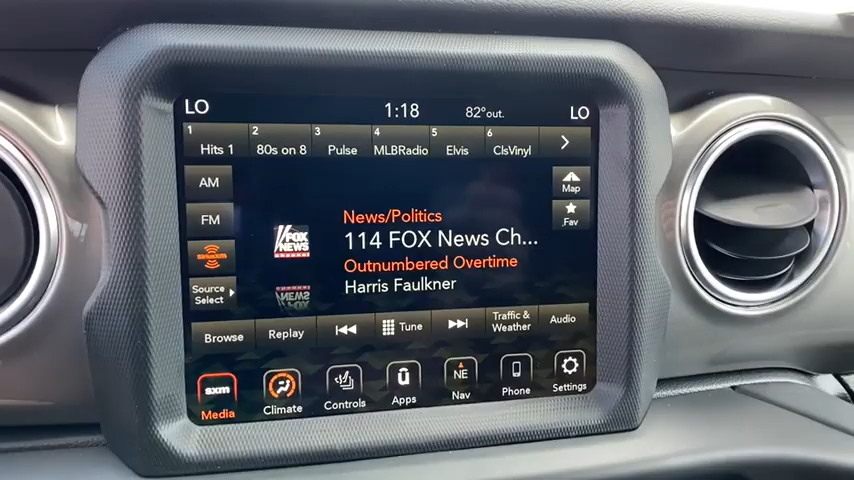 LO 1:18 82°out. LO
1 2 3 4 5 6
Hits 1 80s on 8 Pulse MLBRadio Elvis ClsVinyl
AM
Map
FM
Fav
News/Politics
FOX
NEWS
114 FOX News Ch...
siriusxm
Outnumbered Overtime
Harris Faulkner
Source
Select
Browse Replay Tune Traffic &
Weather Audio
sxm NE
Media Climate Controls Apps Nav Phone Settings